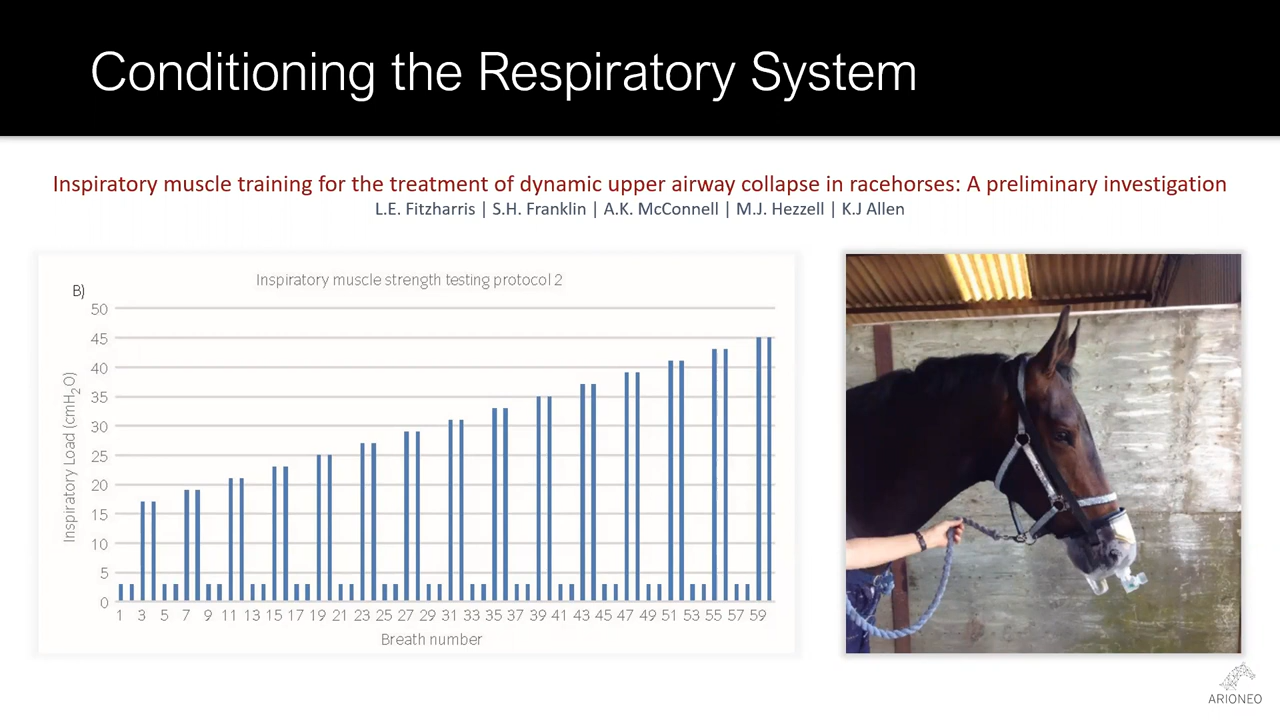 Conditioning the Respiratory System
Inspiratory muscle training for the treatment of dynamic upper airway collapse in racehorses: A preliminary investigation
L.E. Fitzharris | S.H. Franklin | A.K. McConnell | M.J. Hezzell | K.J Allen
Inspiratory muscle strength testing protocol 2
B)
50
45
40
35
30
25
20
15
10
5
0
Inspiratory Load (cmH2O)
1 3 5 7 9 11 13 15 17 19 21 23 25 27 29 31 33 35 37 39 41 43 45 47 49 51 53 55 57 59
Breath number
ARIONEO